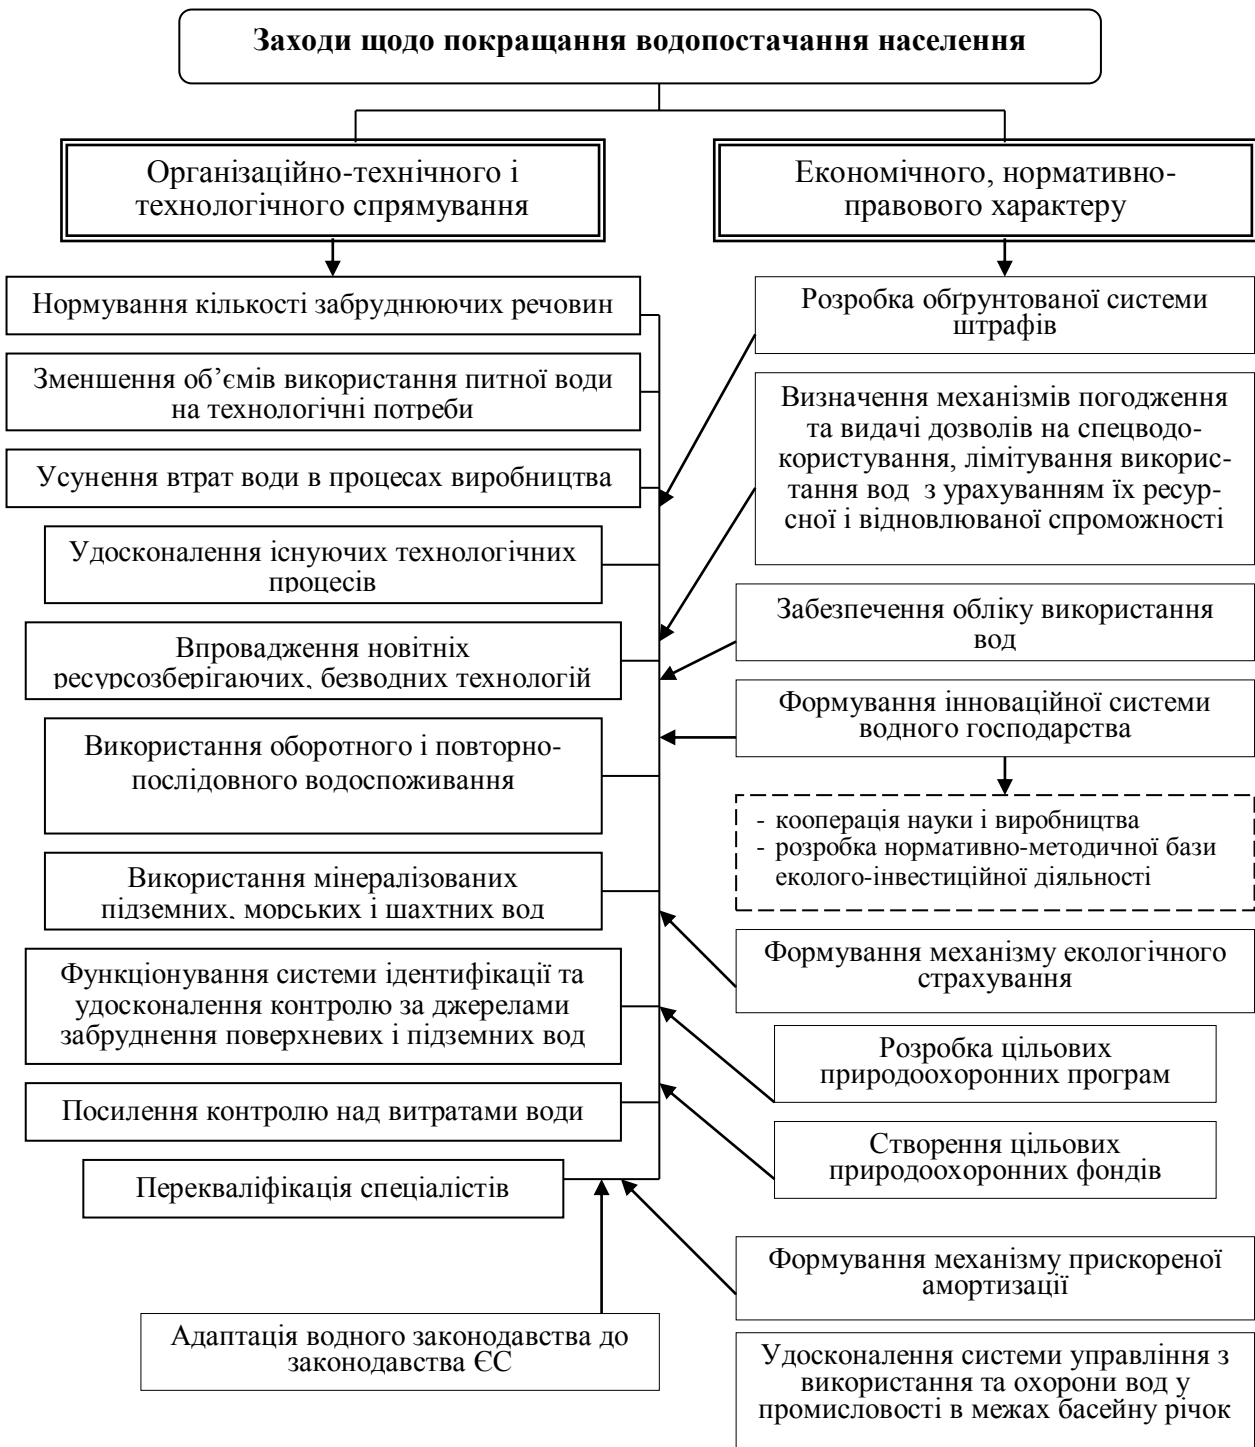 Заходи щодо покращання водопостачання населення
Організаційно-технічного і
технологічного спрямування
Нормування кількості забруднюючих речовин
Зменшення об’ємів використання питної води
на технологічні потреби
Усунення втрат води в процесах виробництва
Удосконалення існуючих технологічних
процесів
Впровадження новітніх
ресурсозберігаючих, безводних технологій
Використання оборотного і повторно-
послідовного водоспоживання
Використання мінералізованих
підземних, морських і шахтних вод
Функціонування системи ідентифікації та
удосконалення контролю за джерелами
забруднення поверхневих і підземних вод
Посилення контролю над витратами води
Перекваліфікація спеціалістів
Адаптація водного законодавства до
законодавства ЄС
Економічного, нормативно-
правового характеру
Розробка обґрунтованої системи
штрафів
Визначення механізмів погодження
та видачі дозволів на спецводо-
користування, лімітування викорис-
тання вод з урахуванням їх ресур-
сної і відновлюваної спроможності
Забезпечення обліку використання
вод
Формування інноваційної системи
водного господарства
- кооперація науки і виробництва
- розробка нормативно-методичної бази
еколого-інвестиційної діяльності
Формування механізму екологічного
страхування
Розробка цільових
природоохоронних програм
Створення цільових
природоохоронних фондів
Формування механізму прискореної
амортизації
Удосконалення системи управління з
використання та охорони вод у
промисловості в межах басейну річок